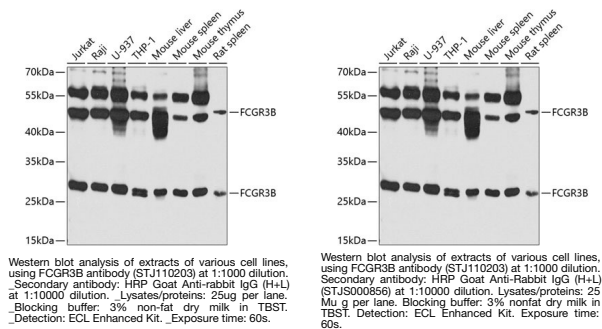 Jurkat
Raji
U-937
THP-1
Mouse liver
Mouse spleen
Mouse thymus
Rat spleen
70kDa
55kDa
40kDa
35kDa
25kDa
15kDa
FCGR3B
FCGR3B
Western blot analysis of extracts of various cell lines,
using FCGR3B antibody (STJ110203) at 1:1000 dilution.
_Secondary antibody: HRP Goat Anti-rabbit IgG (H+L)
at 1:10000 dilution. _Lysates/proteins: 25ug per lane.
_Blocking buffer: 3% non-fat dry milk in TBST.
_Detection: ECL Enhanced Kit. _Exposure time: 60s.
Jurkat
Raji
U-937
THP-1
Mouse liver
Mouse spleen
Mouse thymus
Rat spleen
70kDa
55kDa
40kDa
35kDa
25kDa
15kDa
FCGR3B
FCGR3B
Western blot analysis of extracts of various cell lines,
using FCGR3B antibody (STJ110203) at 1:1000 dilution.
Secondary antibody: HRP Goat Anti-Rabbit IgG (H+L)
(STJS000856) at 1:10000 dilution. Lysates/proteins: 25
Mu g per lane. Blocking buffer: 3% nonfat dry milk in
TBST. Detection: ECL Enhanced Kit. Exposure time:
60s.